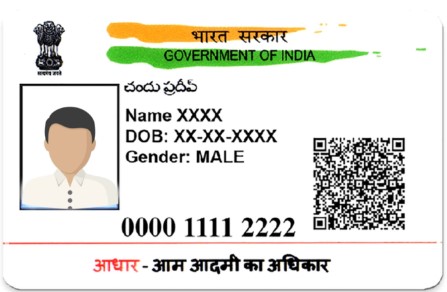 भारत सरकार
GOVERNMENT OF INDIA
सत्यमेव जयते
చందు ప్రదీప్
Name XXXX
DOB: XX-XX-XXXX
Gender: MALE
0000 1111 2222
आधार - आम आदमी का अधिकार